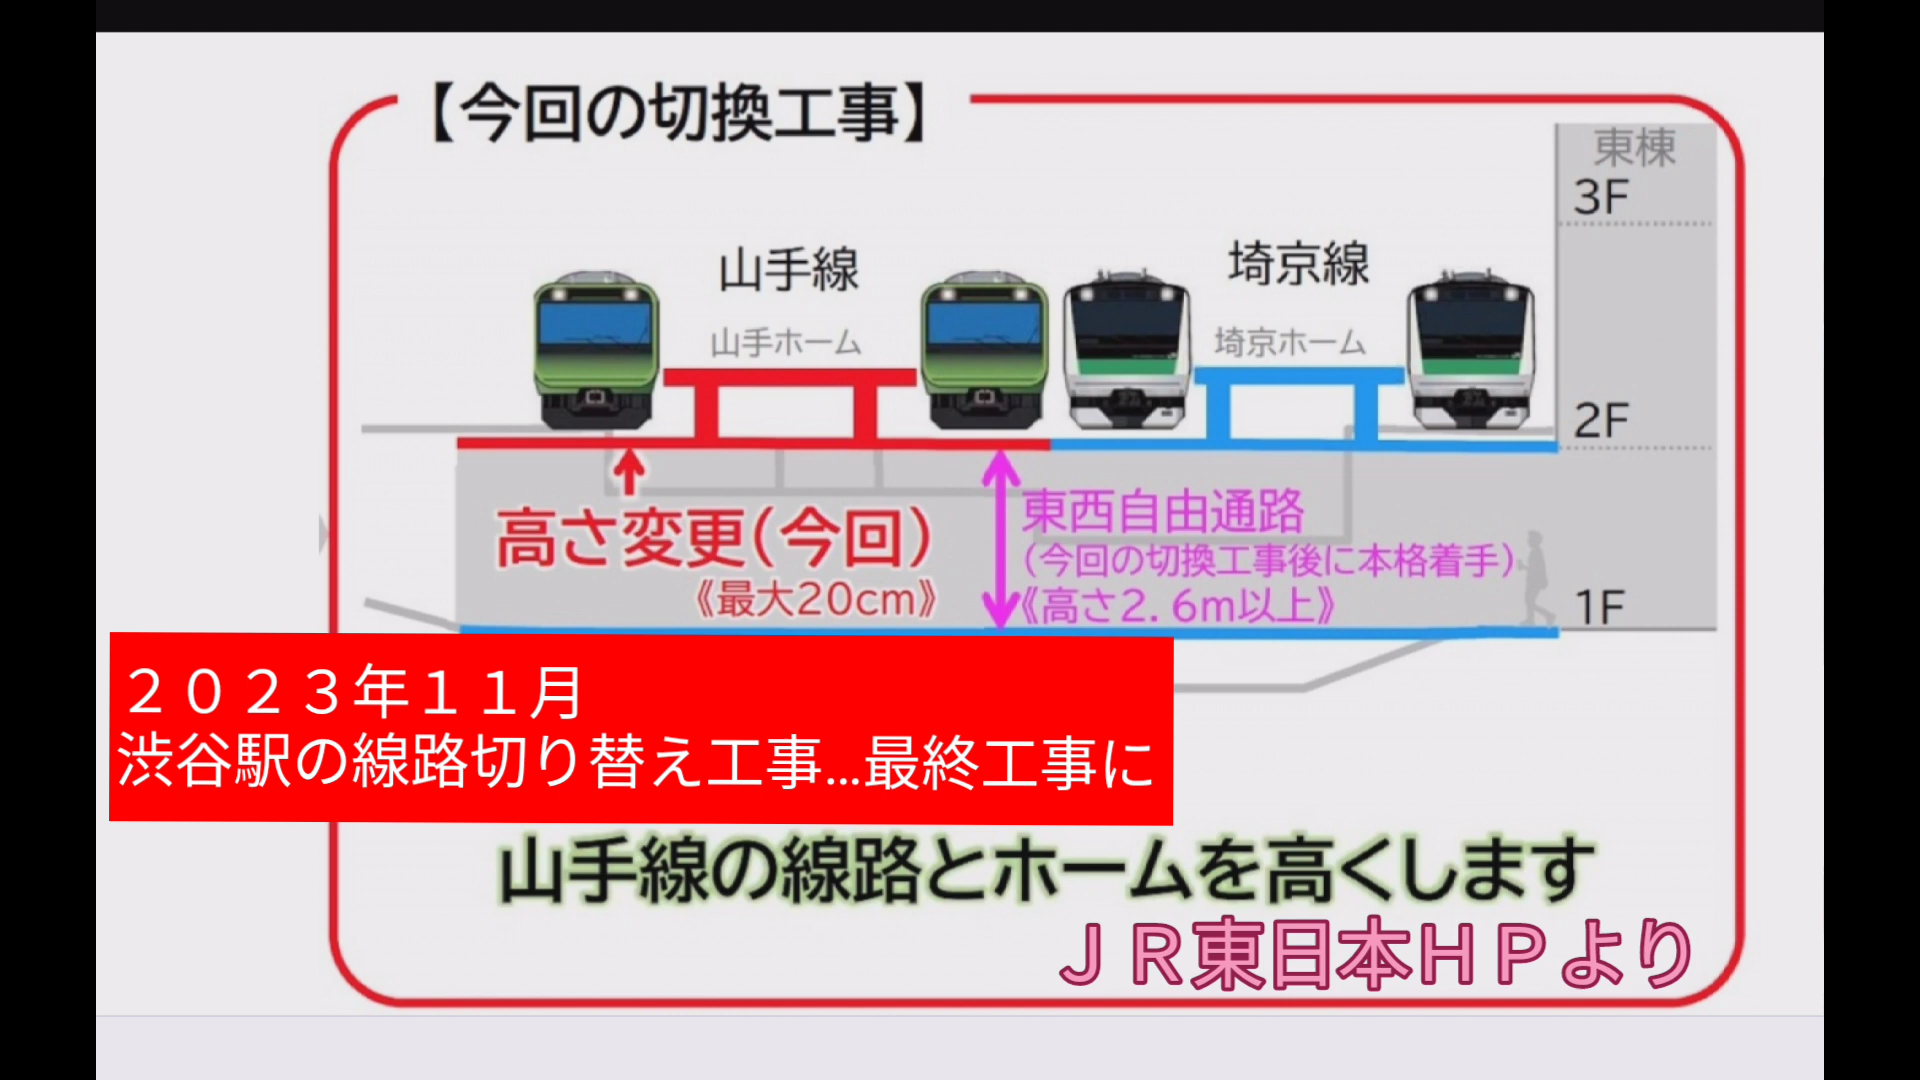 【今回の切換工事】
東棟
3F
山手線
埼京線
山手ホーム
埼京ホーム
2F
高さ変更(今回)
《最大20cm》
東西自由通路
(今回の切換工事後に本格着手)
《高さ2.6m以上》
1F
２０２３年１１月
渋谷駅の線路切り替え工事…最終工事に
山手線の線路とホームを高くします
ＪＲ東日本ＨＰより